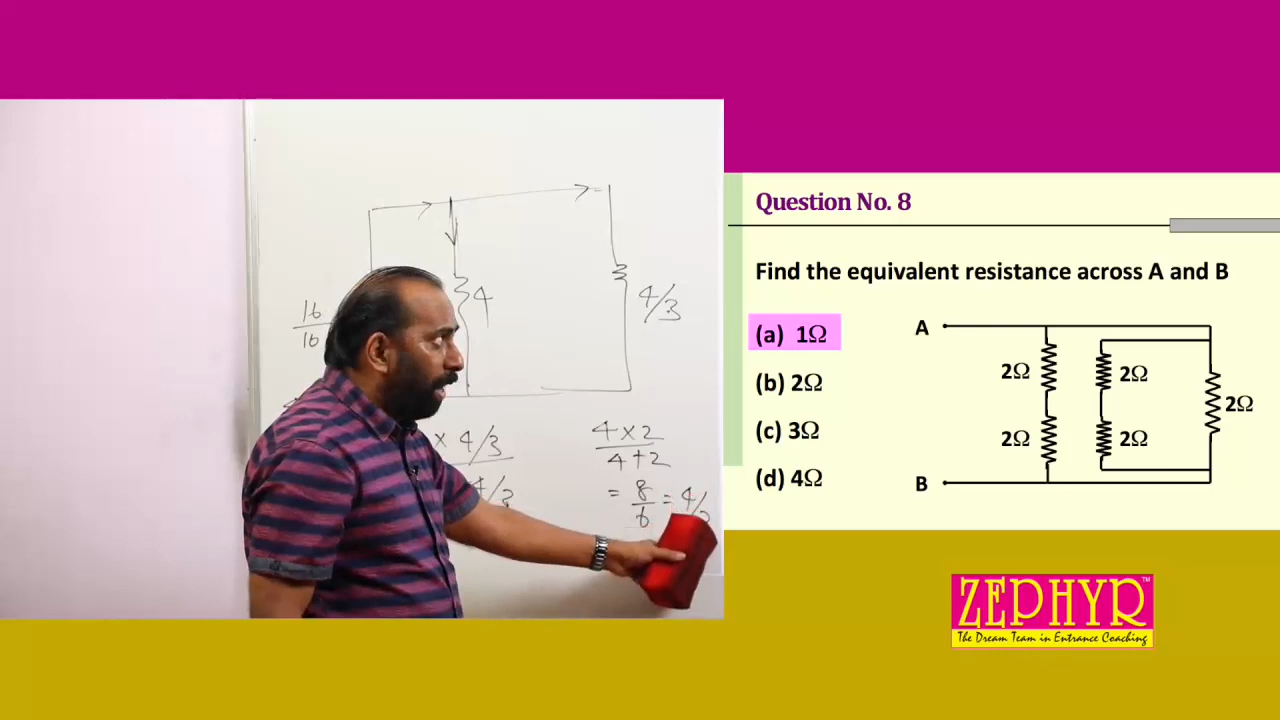 Question No. 8
Find the equivalent resistance across A and B
(a) 1Ω
(b) 2Ω
(c) 3Ω
(d) 4Ω
A
2Ω
2Ω
2Ω
2Ω
2Ω
B
16
16
4
4/3
× 4/3
4/3
4×2
4+2
= 8/6 = 4/
ZEPHYR™
The Dream Team in Entrance Coaching